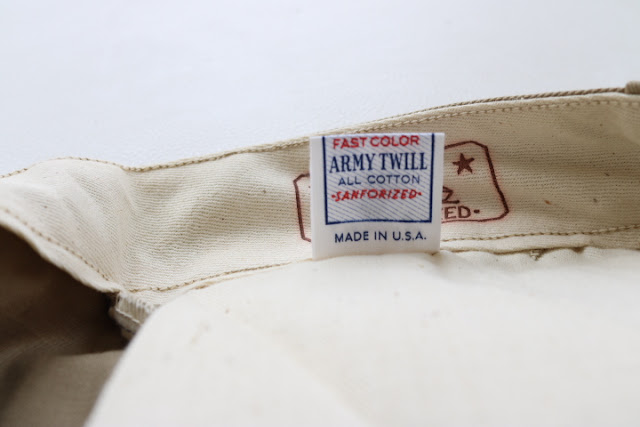 FAST COLOR
ARMY TWILL
ALL COTTON
-SANFORIZED-
MADE IN U.S.A.